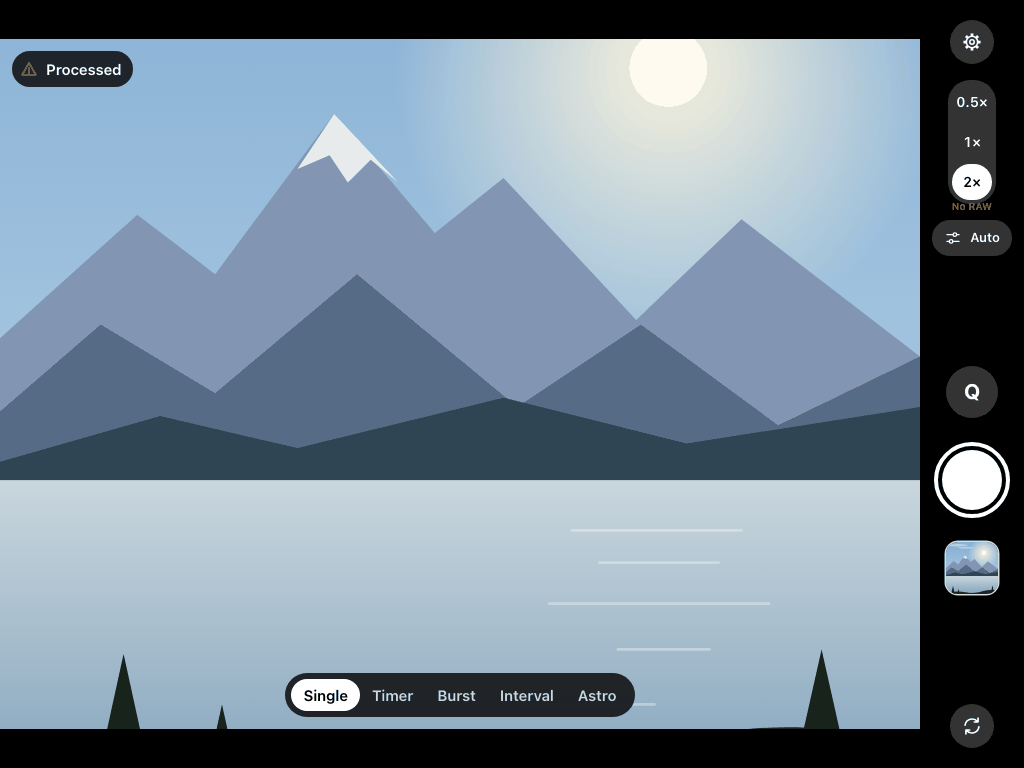 Processed
0.5×
1×
2×
No RAW
Auto
Q
Single Timer Burst Interval Astro